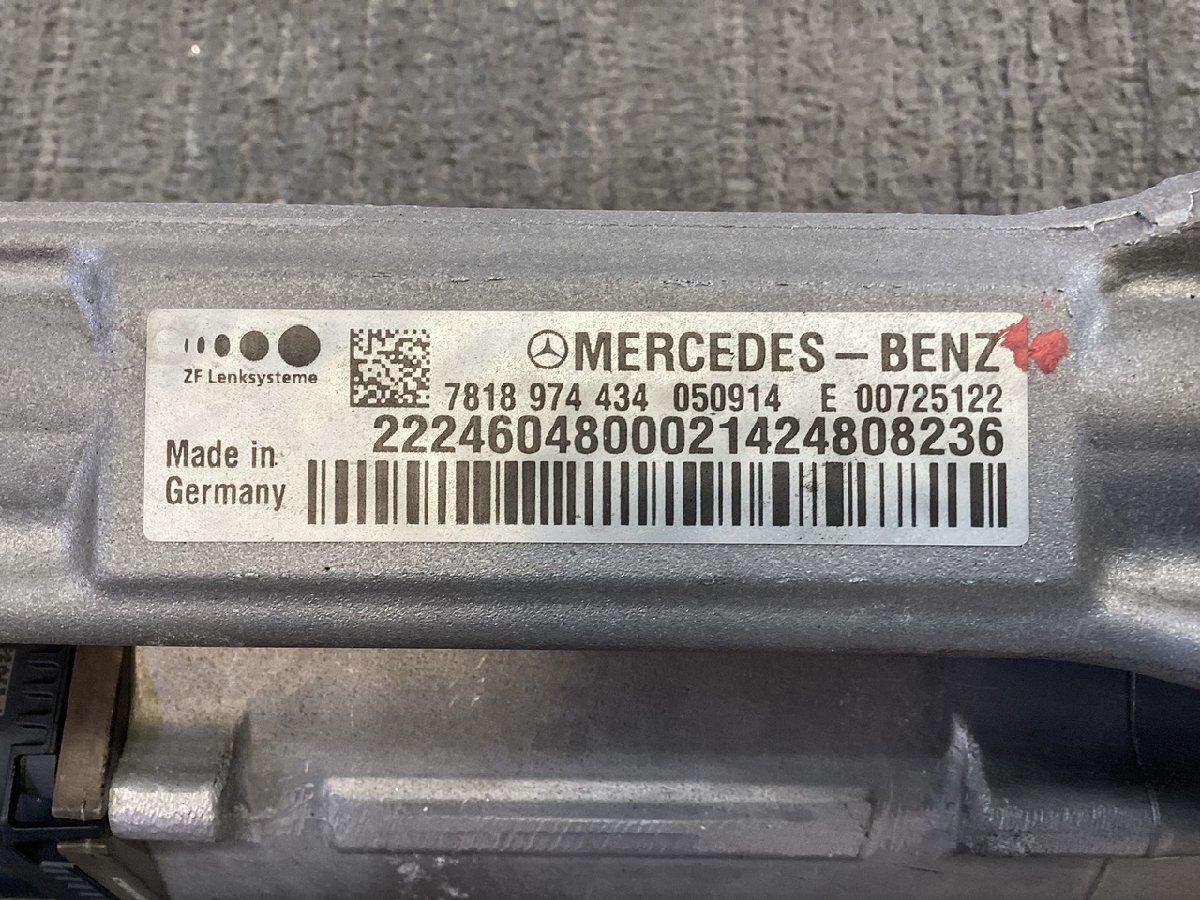 ZF Lenksysteme
MERCEDES-BENZ
7818 974 434 050914 E 00725122
2224604800021424808236
Made in
Germany